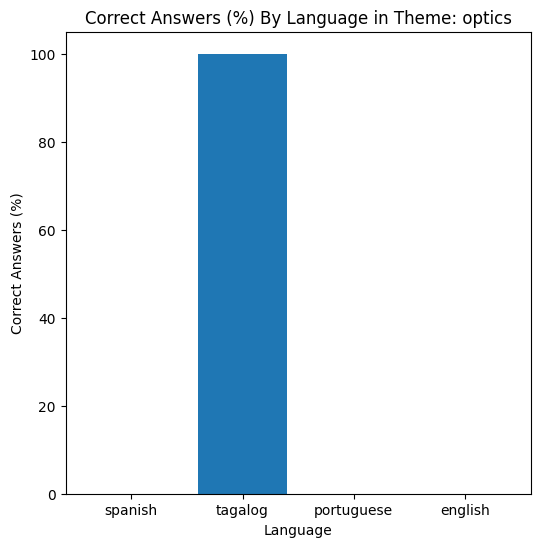 Correct Answers (%) By Language in Theme: optics
100
80
60
40
20
0
Correct Answers (%)
spanish tagalog portuguese english
Language